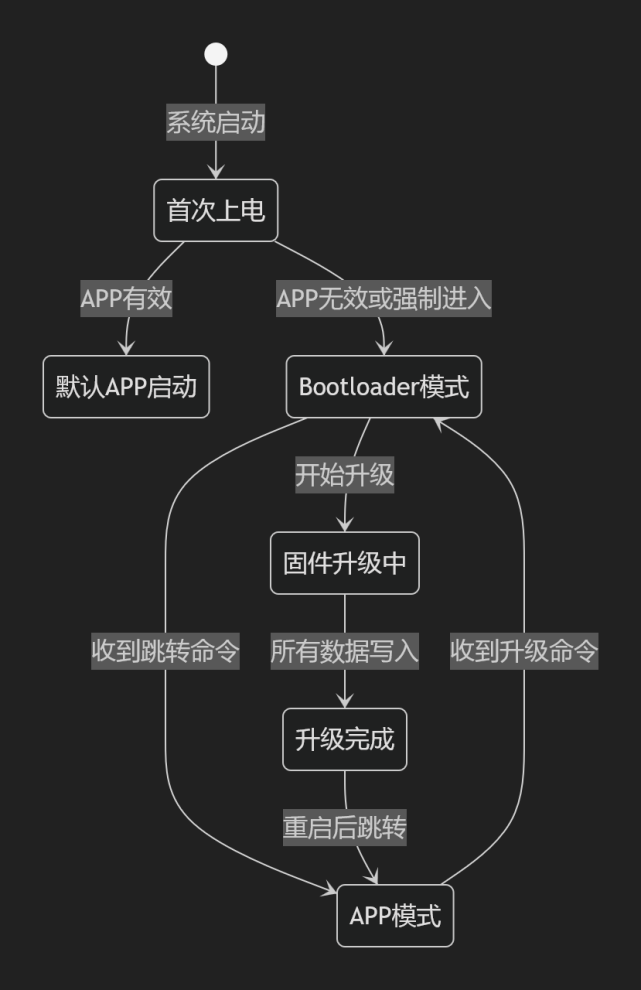 系统启动
首次上电
APP有效
APP无效或强制进入
默认APP启动
Bootloader模式
开始升级
固件升级中
收到跳转命令
所有数据写入
收到升级命令
升级完成
重启后跳转
APP模式